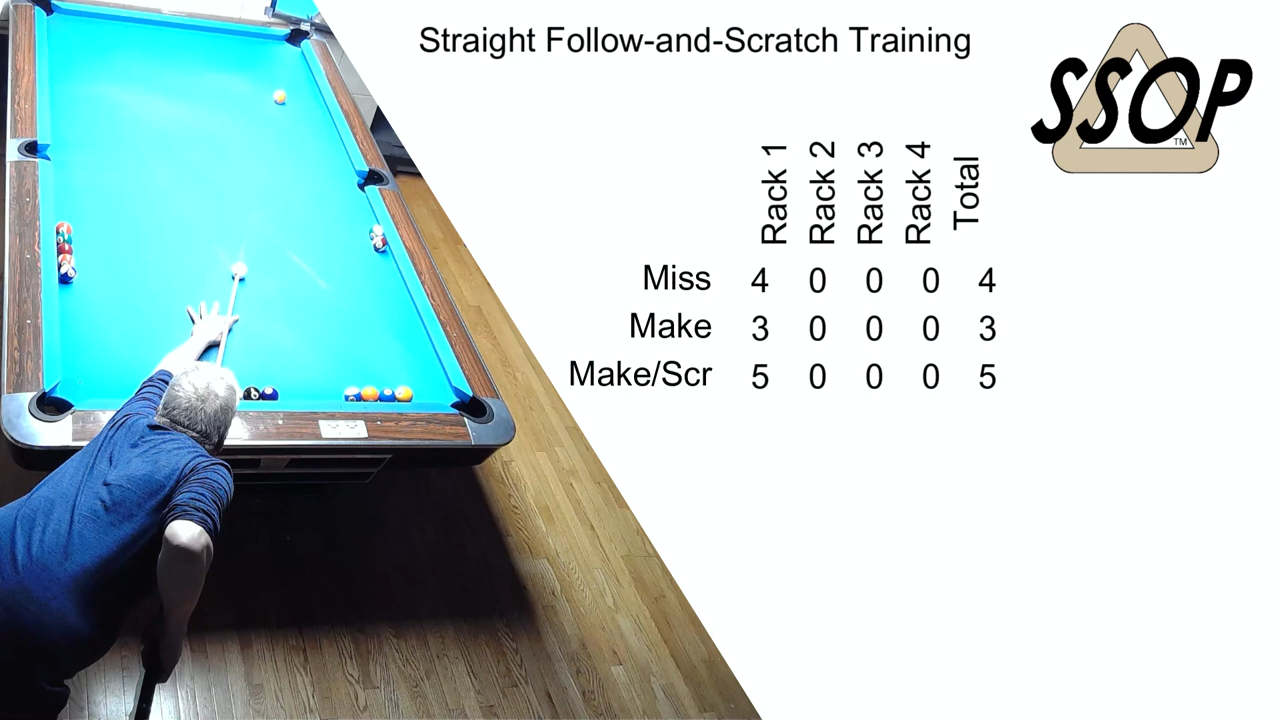 Straight Follow-and-Scratch Training
SSOP
TM
Rack 1 Rack 2 Rack 3 Rack 4 Total
Miss 4 0 0 0 4
Make 3 0 0 0 3
Make/Scr 5 0 0 0 5